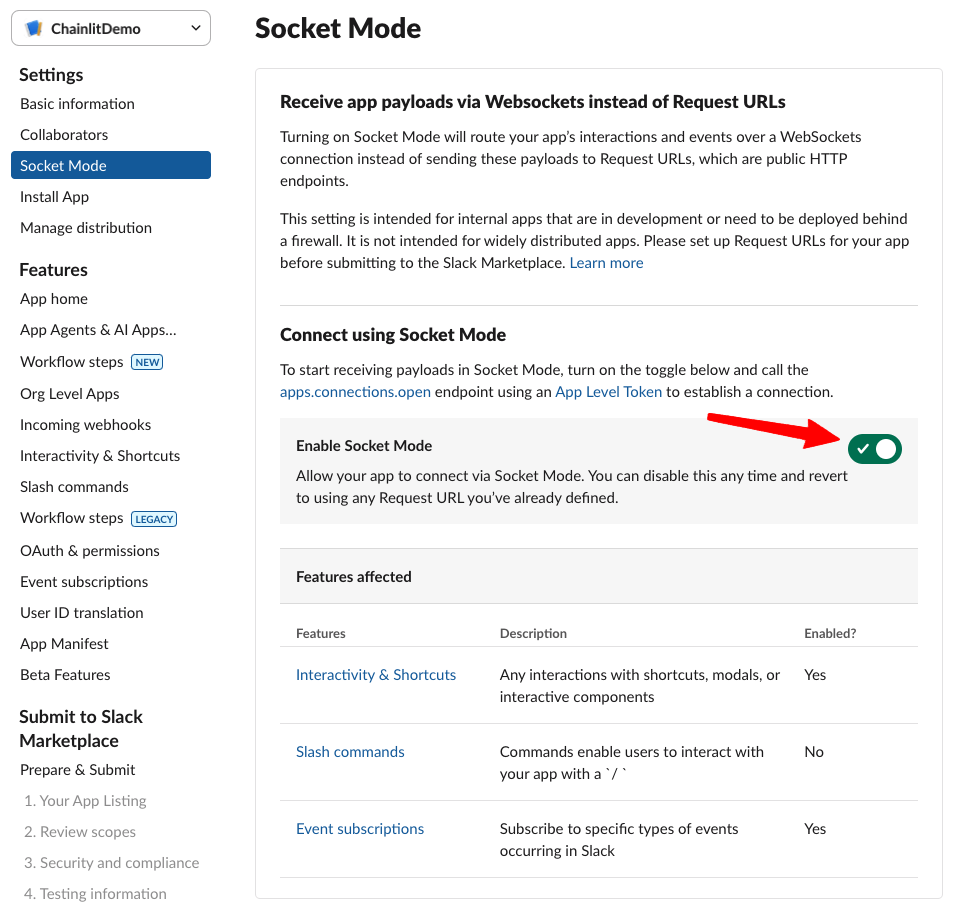 ChainlitDemo
Settings
Basic information
Collaborators
Socket Mode
Install App
Manage distribution
Features
App home
App Agents & AI Apps...
Workflow steps NEW
Org Level Apps
Incoming webhooks
Interactivity & Shortcuts
Slash commands
Workflow steps LEGACY
OAuth & permissions
Event subscriptions
User ID translation
App Manifest
Beta Features
Submit to Slack
Marketplace
Prepare & Submit
1. Your App Listing
2. Review scopes
3. Security and compliance
4. Testing information
Socket Mode
Receive app payloads via Websockets instead of Request URLs
Turning on Socket Mode will route your app’s interactions and events over a WebSockets
connection instead of sending these payloads to Request URLs, which are public HTTP
endpoints.
This setting is intended for internal apps that are in development or need to be deployed behind
a firewall. It is not intended for widely distributed apps. Please set up Request URLs for your app
before submitting to the Slack Marketplace. Learn more
Connect using Socket Mode
To start receiving payloads in Socket Mode, turn on the toggle below and call the
apps.connections.open endpoint using an App Level Token to establish a connection.
Enable Socket Mode
Allow your app to connect via Socket Mode. You can disable this any time and revert
to using any Request URL you’ve already defined.
Features affected
Features Description Enabled?
Interactivity & Shortcuts Any interactions with shortcuts, modals, or Yes
interactive components
Slash commands Commands enable users to interact with No
your app with a `/ `
Event subscriptions Subscribe to specific types of events Yes
occurring in Slack